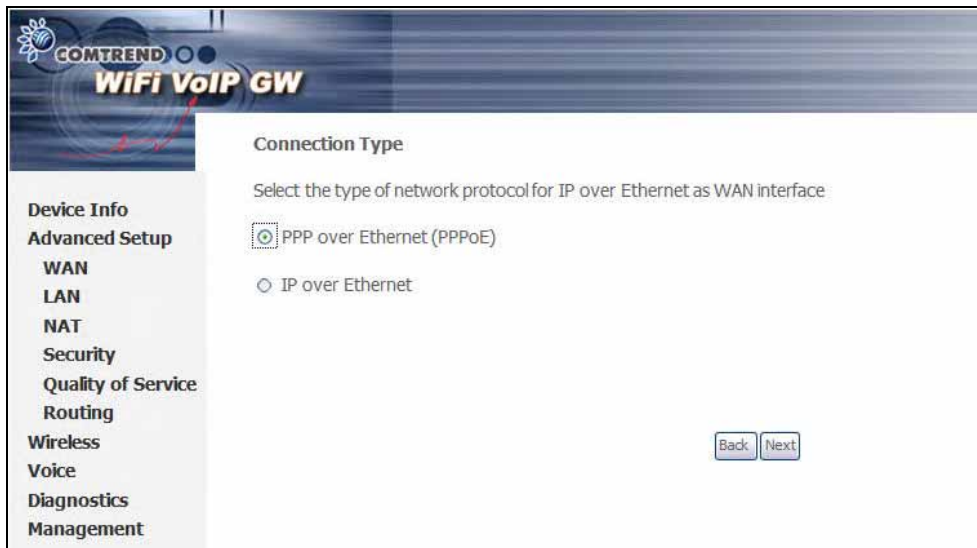 COMTREND
WiFi VoIP GW
Connection Type
Select the type of network protocol for IP over Ethernet as WAN interface
PPP over Ethernet (PPPoE)
IP over Ethernet
Back Next
Device Info
Advanced Setup
WAN
LAN
NAT
Security
Quality of Service
Routing
Wireless
Voice
Diagnostics
Management